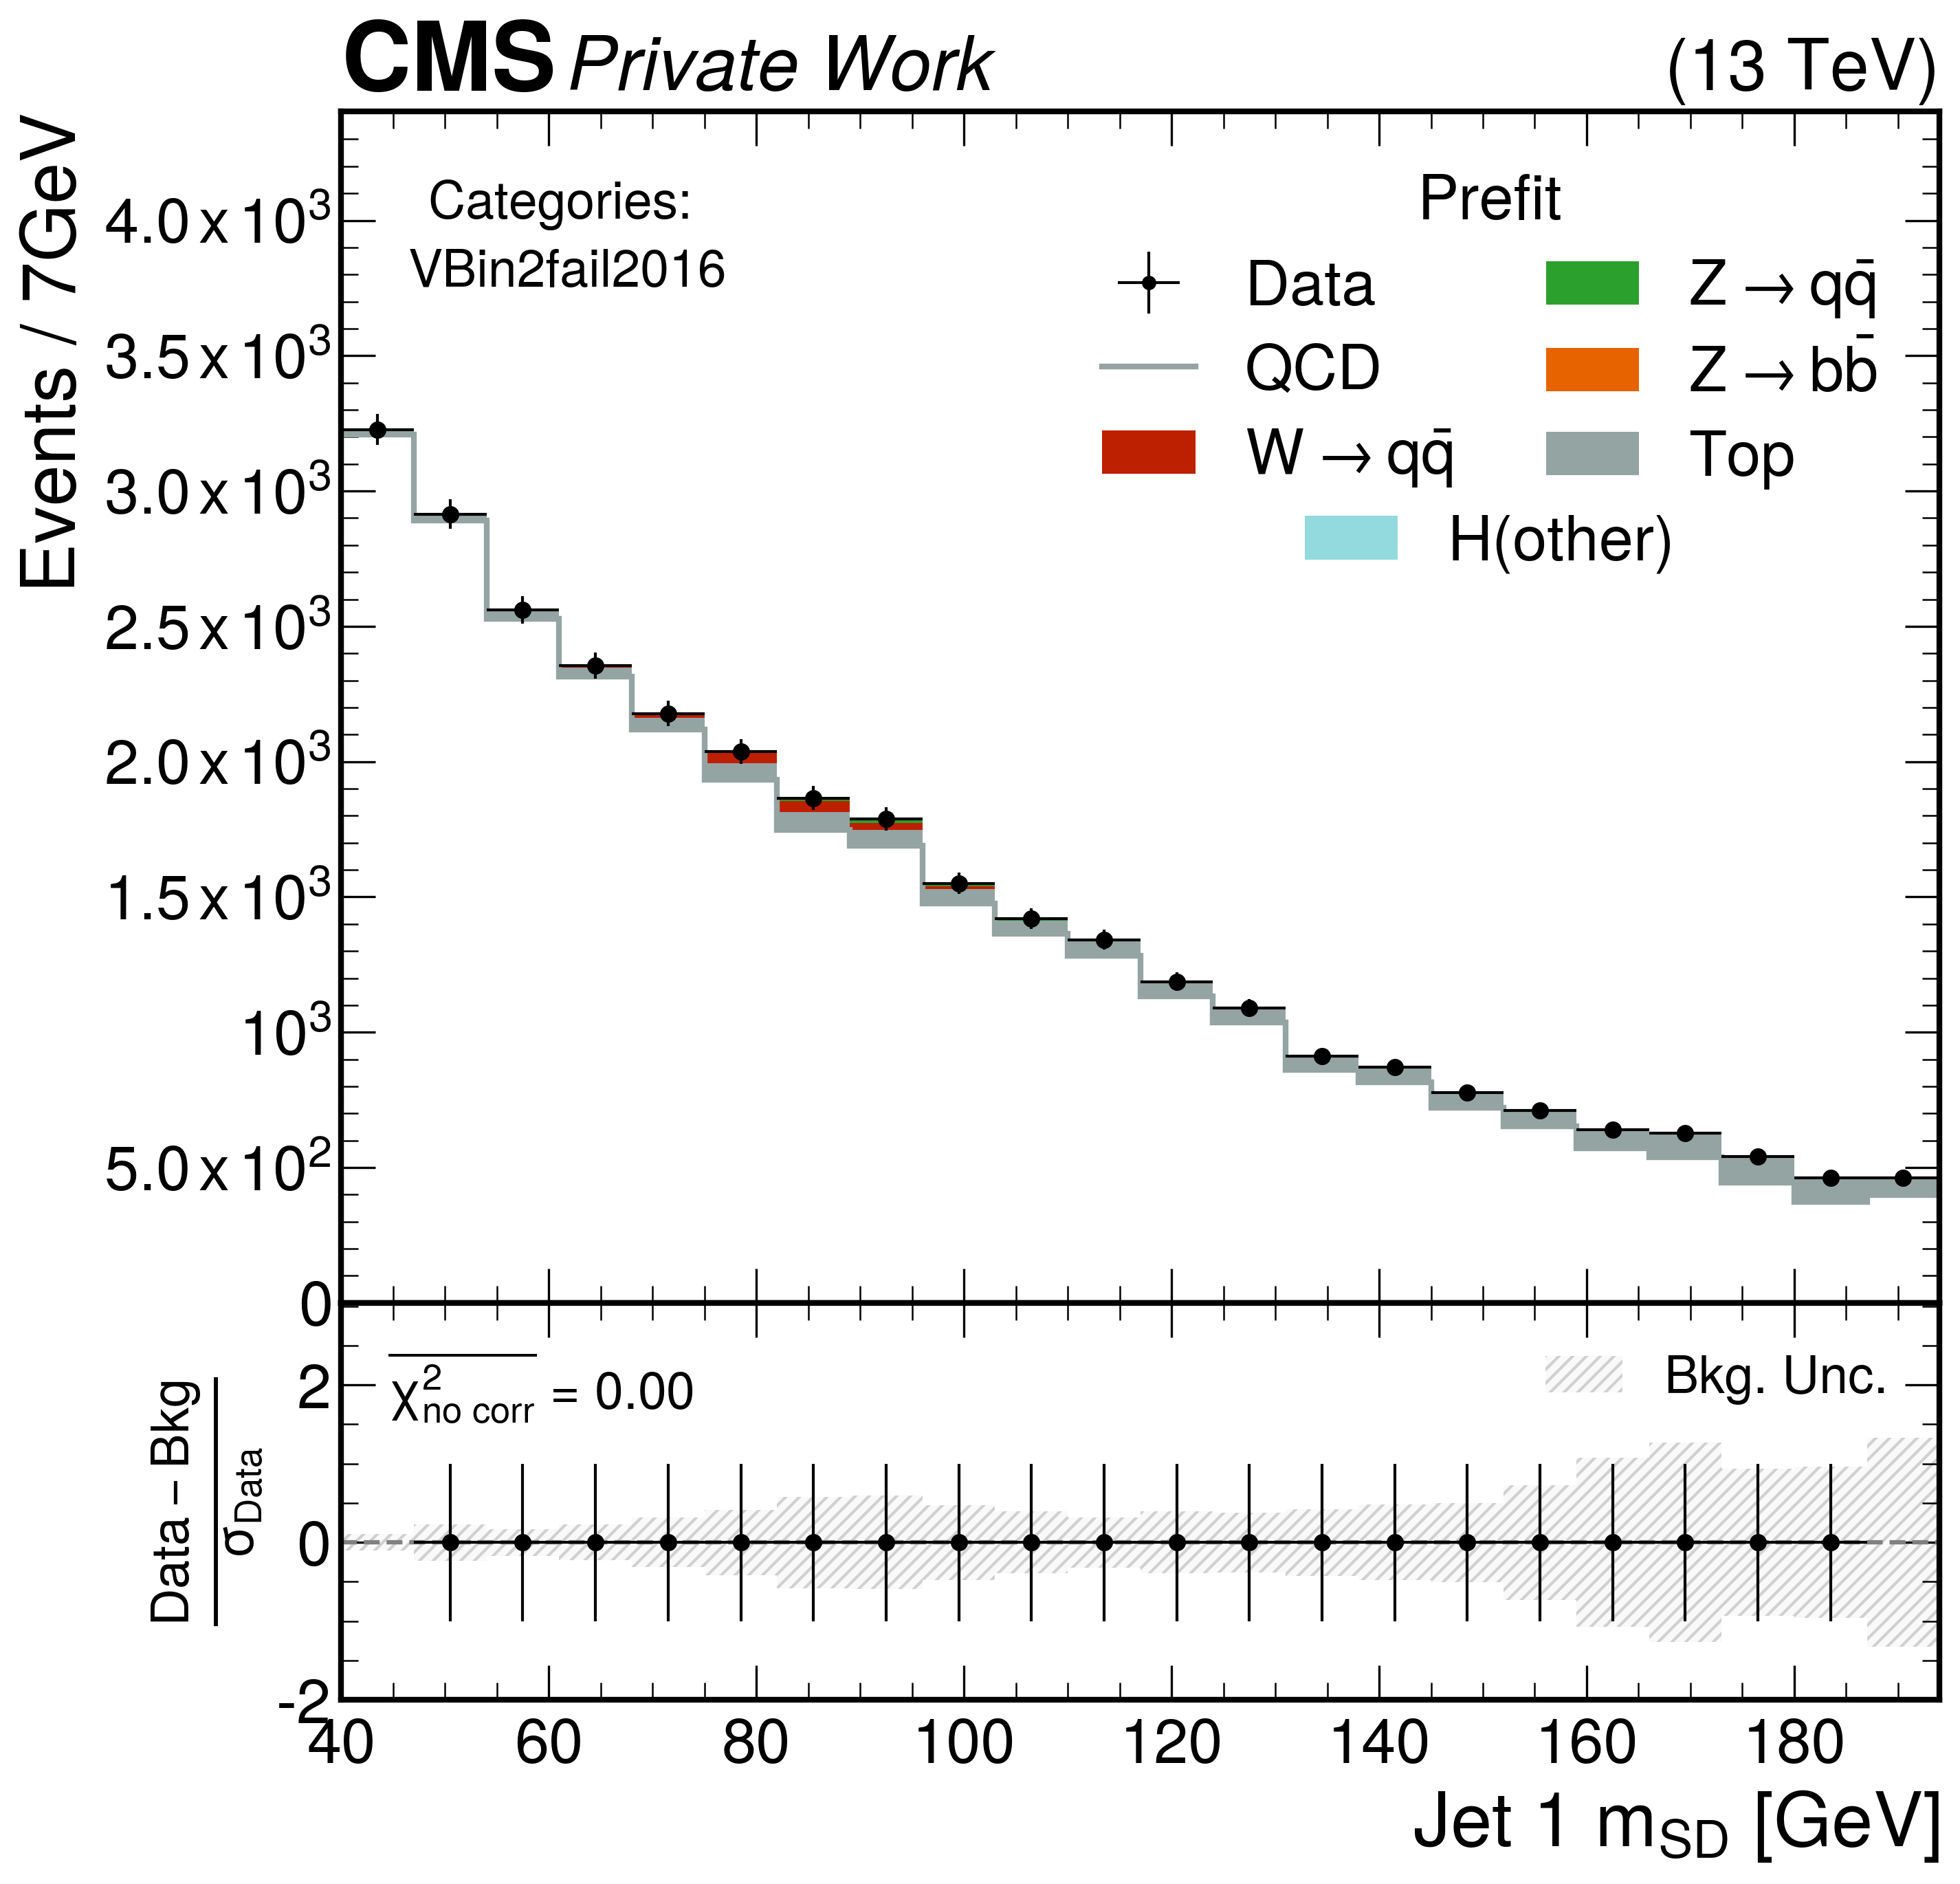 CMS Private Work (13 TeV)
Events / 7GeV
4.0 x 10³
3.5 x 10³
3.0 x 10³
2.5 x 10³
2.0 x 10³
1.5 x 10³
10³
5.0 x 10²
0
Categories:
VBin2fail2016
Prefit
Data
QCD
W → qq̄
Z → qq̄
Z → bb̄
Top
H(other)
Data – Bkg
σ_Data
2
0
-2
χ²_no corr = 0.00
Bkg. Unc.
40 60 80 100 120 140 160 180
Jet 1 m_SD [GeV]